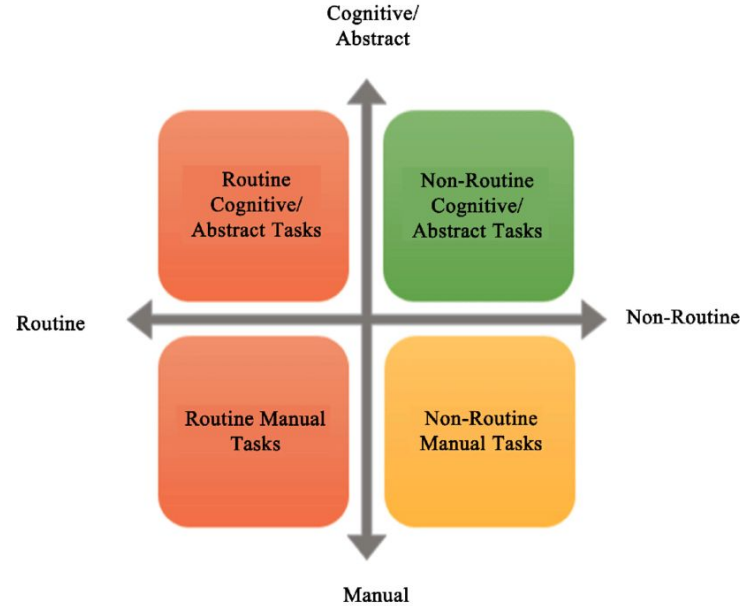 Cognitive/
Abstract
Routine
Cognitive/
Abstract Tasks
Non-Routine
Cognitive/
Abstract Tasks
Routine
Non-Routine
Routine Manual
Tasks
Non-Routine
Manual Tasks
Manual